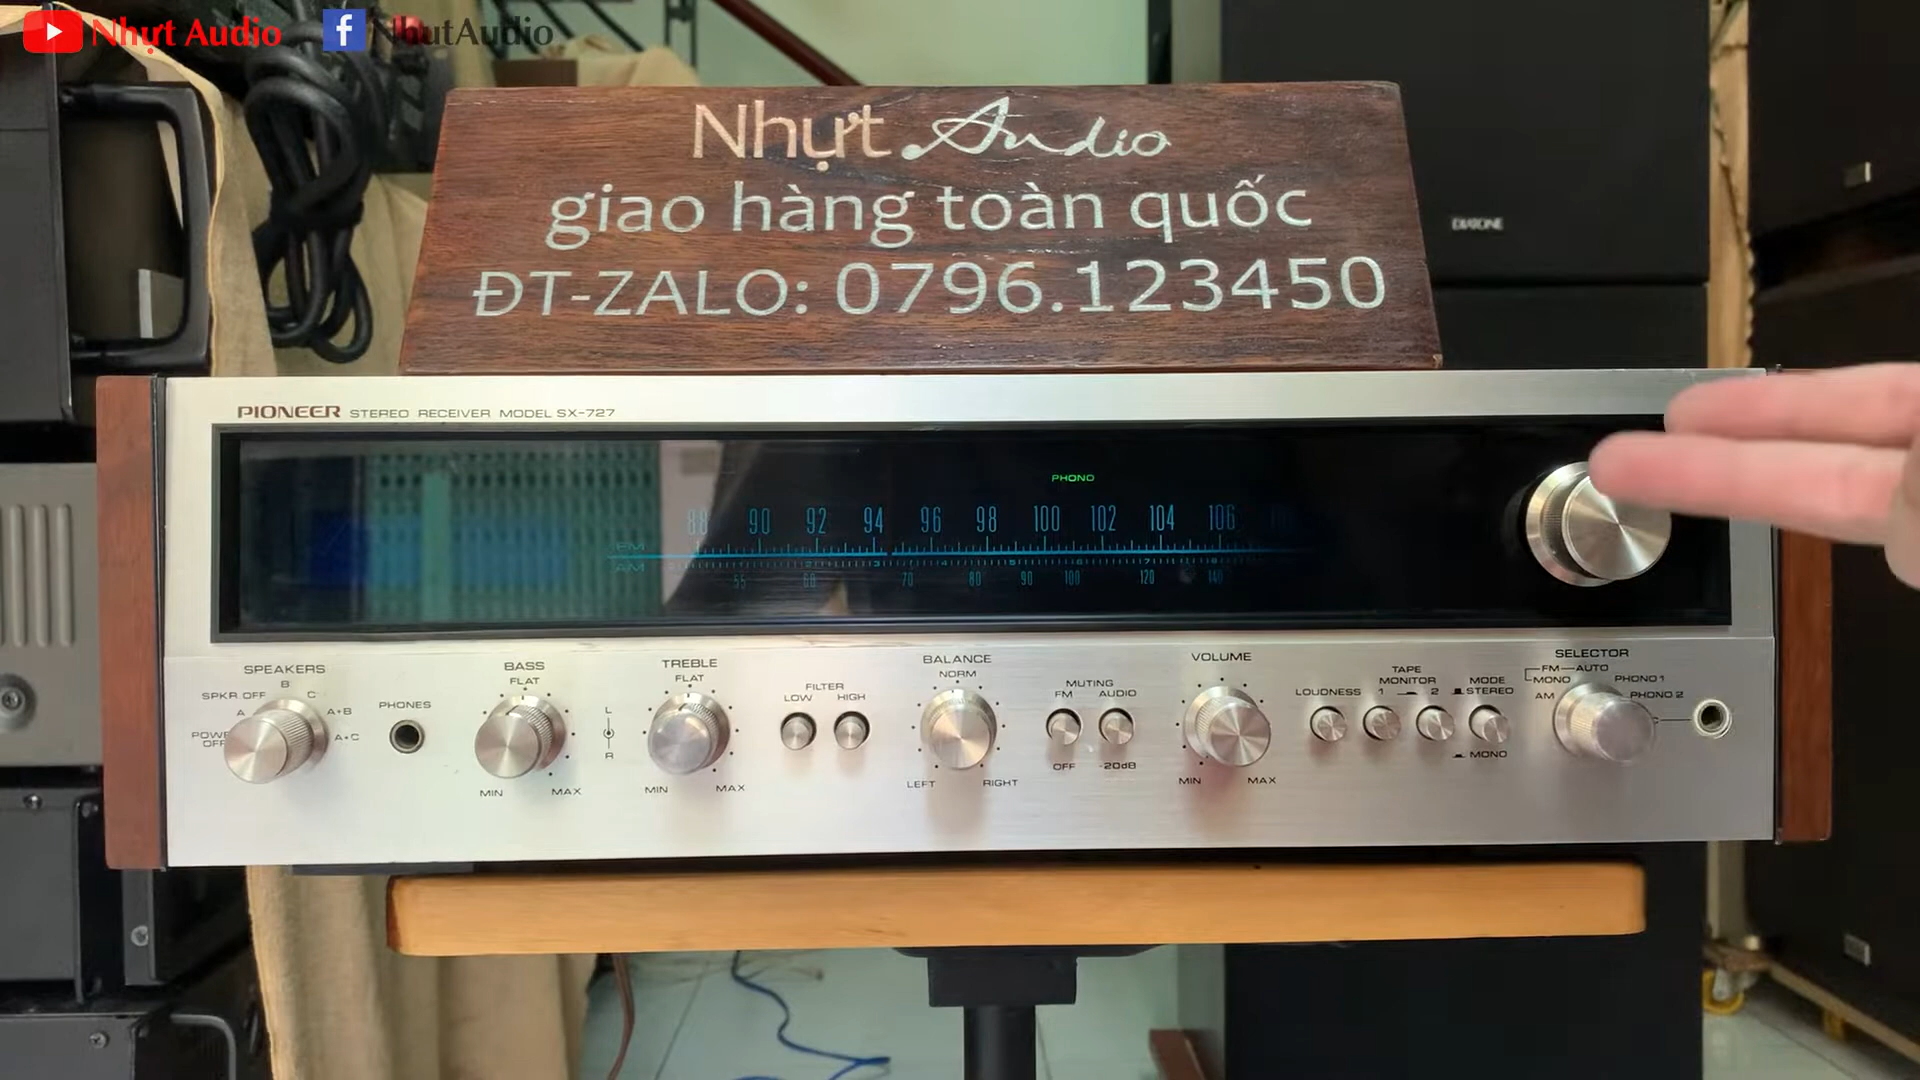 Nhựt Audio NhutAudio
Nhựt Audio
giao hàng toàn quốc
ĐT-ZALO: 0796.123450
DIATONE
PIONEER STEREO RECEIVER MODEL SX-727
PHONO
88 90 92 94 96 98 100 102 104 106
FM
AM
55 60 70 80 90 100 120 140
SPEAKERS
SPKR OFF B C
A A+B
POWER OFF A+C
PHONES
BASS
FLAT
MIN MAX
L
R
TREBLE
FLAT
MIN MAX
FILTER
LOW HIGH
BALANCE
NORM
LEFT RIGHT
MUTING
FM AUDIO
OFF -20dB
VOLUME
MIN MAX
LOUDNESS
TAPE
MONITOR
1 2
MODE
STEREO
MONO
SELECTOR
FM AUTO
MONO PHONO 1
AM PHONO 2